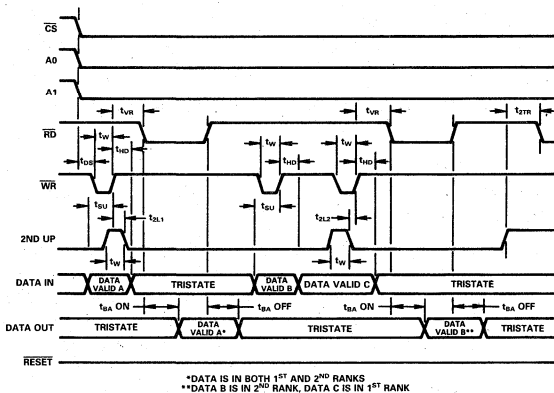 CS
A0
A1
tVR tVR t2TR
RD
tW tW tW
tDS tHD tHD tHD
WR
tSU tSU
t2L1 t2L2
2ND UP
tW tW
DATA IN DATA VALID A TRISTATE DATA VALID B DATA VALID C TRISTATE
tBA ON tBA OFF tBA ON tBA OFF
DATA OUT TRISTATE DATA VALID A* TRISTATE DATA VALID B** TRISTATE
RESET
*DATA IS IN BOTH 1ST AND 2ND RANKS
**DATA B IS IN 2ND RANK, DATA C IS IN 1ST RANK